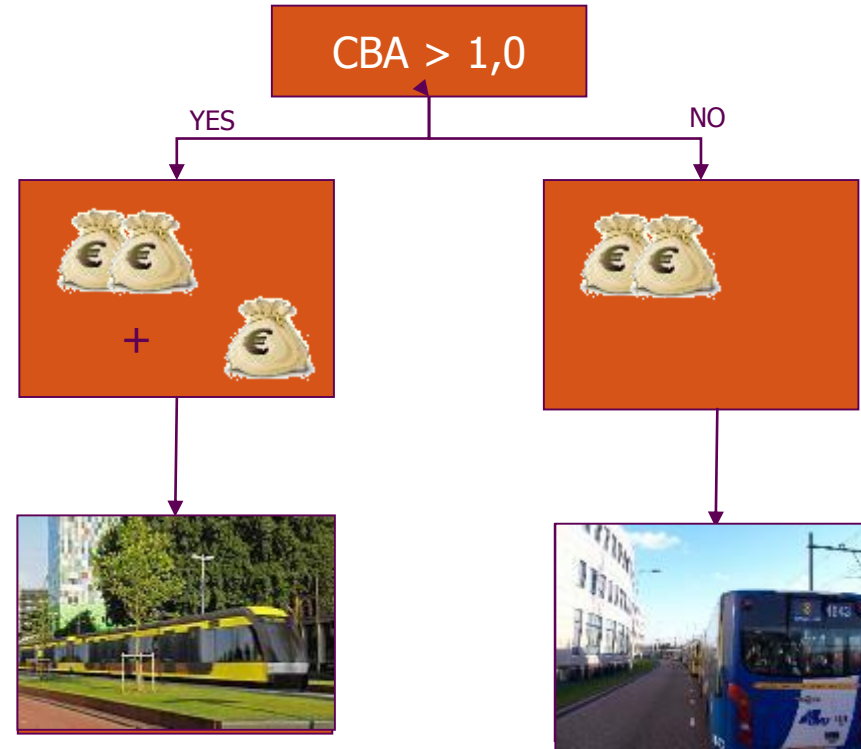 CBA > 1,0
YES
NO
€ €
+
€
€ €